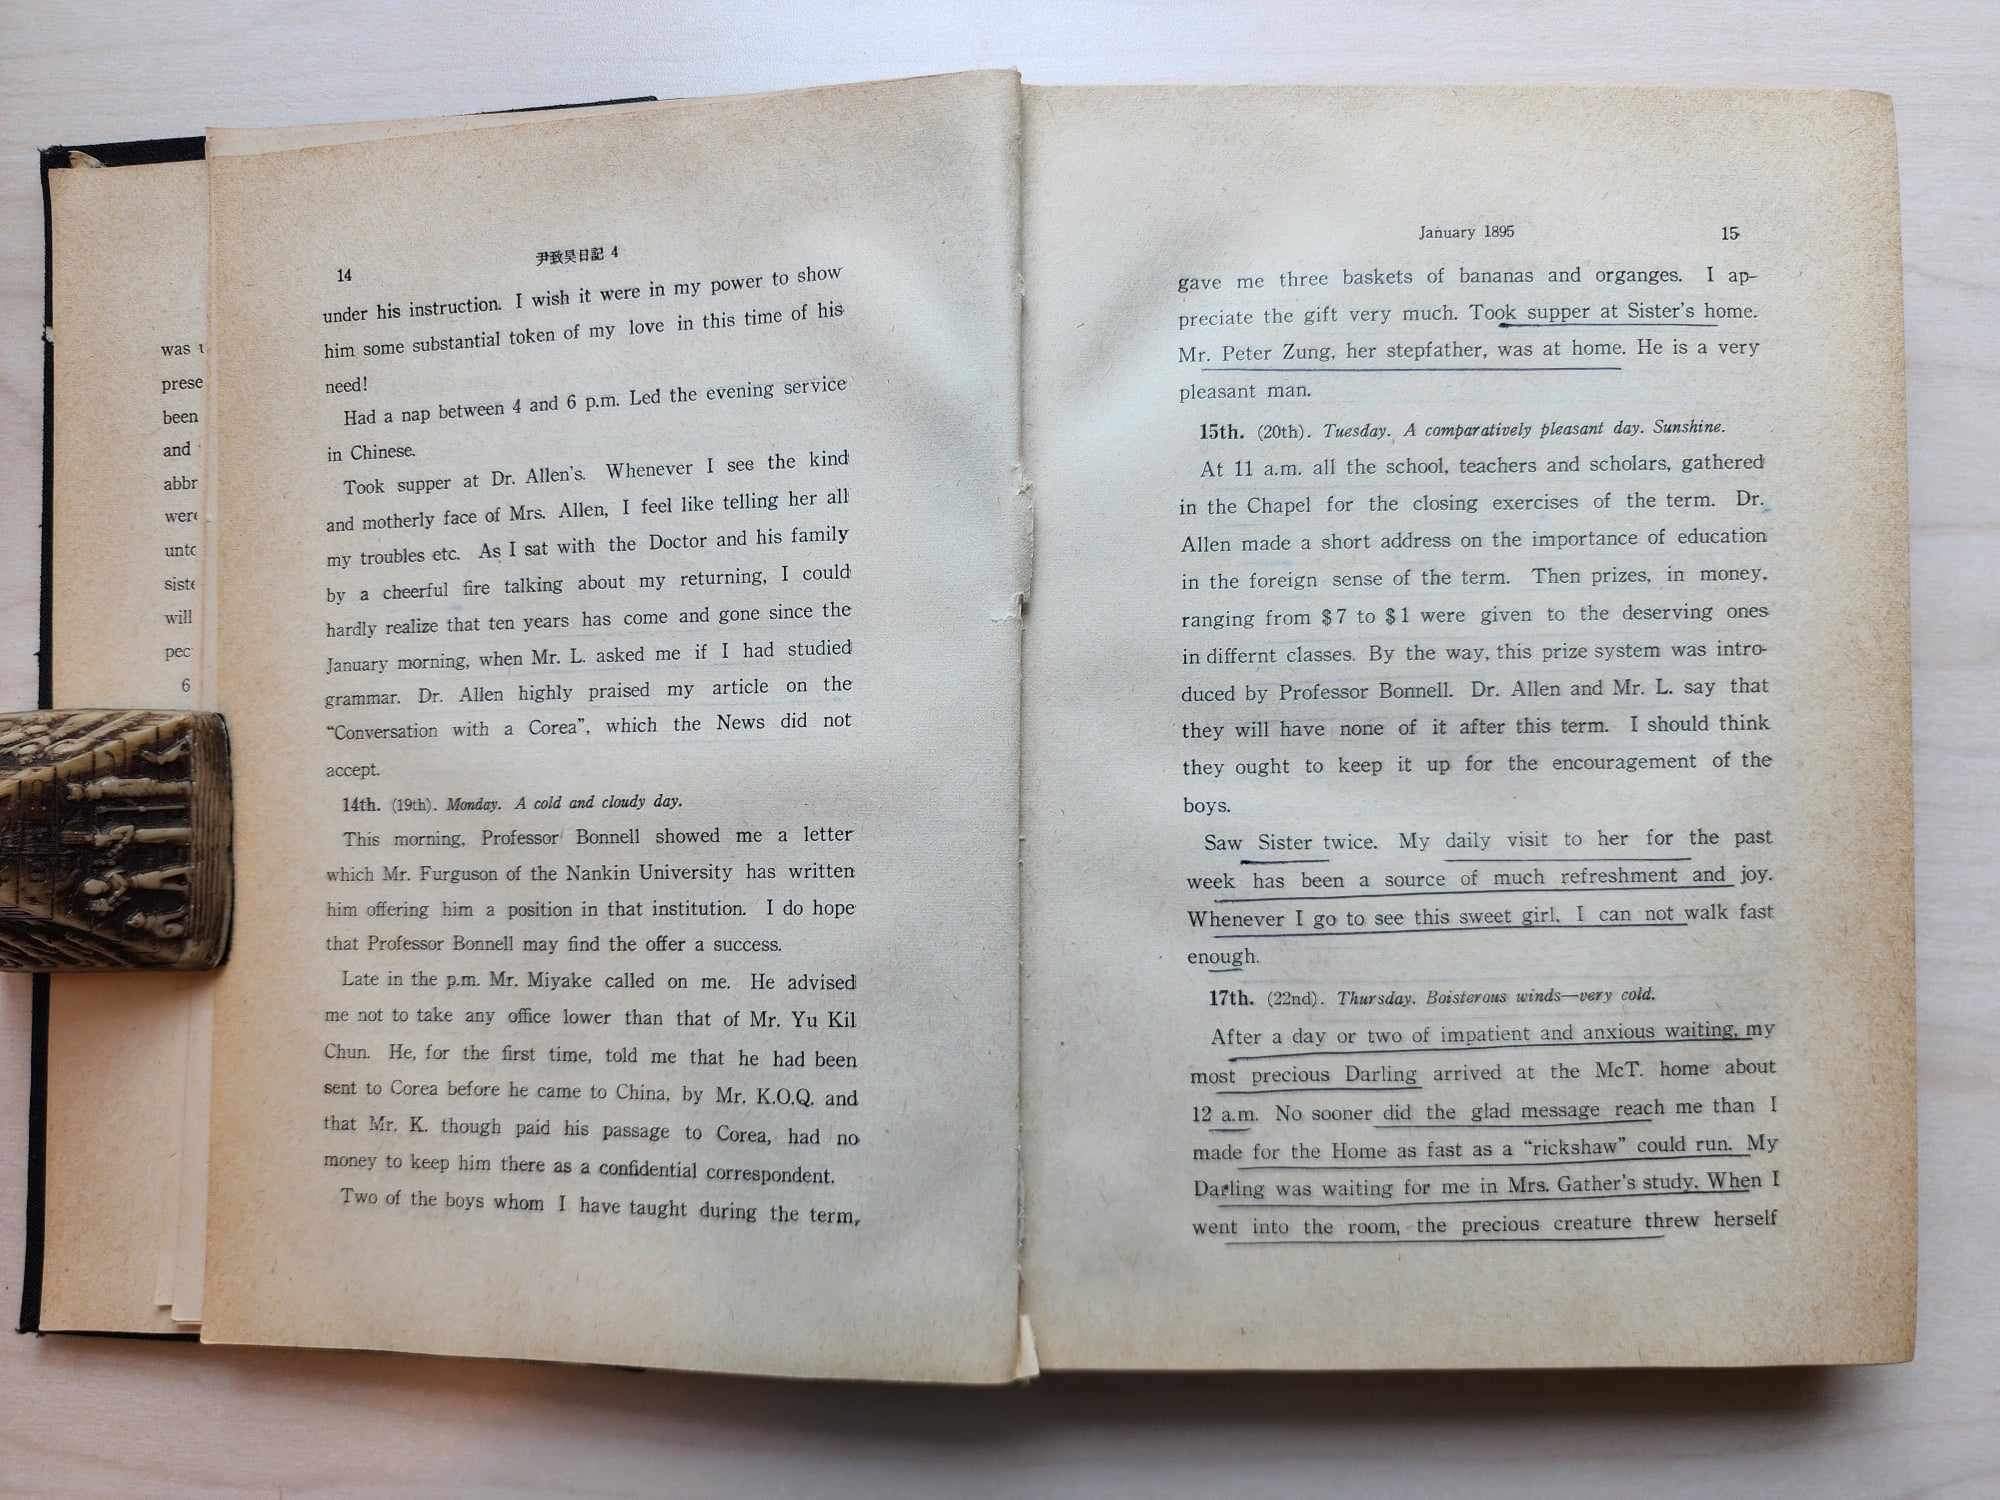 was
prese
been
and
abbr
were
unto
siste
will
pec
6
14
尹致昊日記 4
under his instruction. I wish it were in my power to show
him some substantial token of my love in this time of his
need!
Had a nap between 4 and 6 p.m. Led the evening service
in Chinese.
Took supper at Dr. Allen's. Whenever I see the kind
and motherly face of Mrs. Allen, I feel like telling her all
my troubles etc. As I sat with the Doctor and his family
by a cheerful fire talking about my returning, I could
hardly realize that ten years has come and gone since the
January morning, when Mr. L. asked me if I had studied
grammar. Dr. Allen highly praised my article on the
“Conversation with a Corea”, which the News did not
accept.
14th. (19th). Monday. A cold and cloudy day.
This morning, Professor Bonnell showed me a letter
which Mr. Furguson of the Nankin University has written
him offering him a position in that institution. I do hope
that Professor Bonnell may find the offer a success.
Late in the p.m. Mr. Miyake called on me. He advised
me not to take any office lower than that of Mr. Yu Kil
Chun. He, for the first time, told me that he had been
sent to Corea before he came to China, by Mr. K.O.Q. and
that Mr. K. though paid his passage to Corea, had no
money to keep him there as a confidential correspondent.
Two of the boys whom I have taught during the term,
January 1895
15
gave me three baskets of bananas and organges. I ap-
preciate the gift very much. Took supper at Sister's home.
Mr. Peter Zung, her stepfather, was at home. He is a very
pleasant man.
15th. (20th). Tuesday. A comparatively pleasant day. Sunshine.
At 11 a.m. all the school, teachers and scholars, gathered
in the Chapel for the closing exercises of the term. Dr.
Allen made a short address on the importance of education
in the foreign sense of the term. Then prizes, in money,
ranging from $7 to $1 were given to the deserving ones
in differnt classes. By the way, this prize system was intro-
duced by Professor Bonnell. Dr. Allen and Mr. L. say that
they will have none of it after this term. I should think
they ought to keep it up for the encouragement of the
boys.
Saw Sister twice. My daily visit to her for the past
week has been a source of much refreshment and joy.
Whenever I go to see this sweet girl, I can not walk fast
enough.
17th. (22nd). Thursday. Boisterous winds—very cold.
After a day or two of impatient and anxious waiting, my
most precious Darling arrived at the McT. home about
12 a.m. No sooner did the glad message reach me than I
made for the Home as fast as a “rickshaw” could run. My
Darling was waiting for me in Mrs. Gather's study. When I
went into the room, the precious creature threw herself